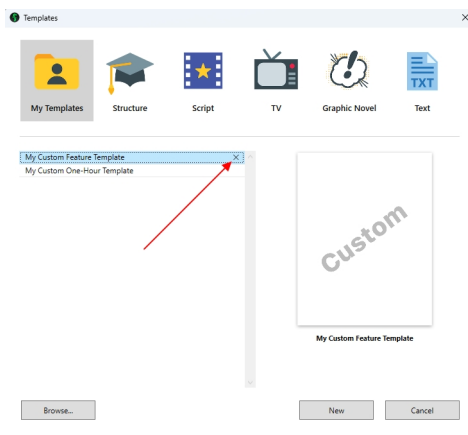 Templates
My Templates
Structure
Script
TV
Graphic Novel
TXT
Text
My Custom Feature Template
My Custom One-Hour Template
Custom
My Custom Feature Template
Browse...
New
Cancel